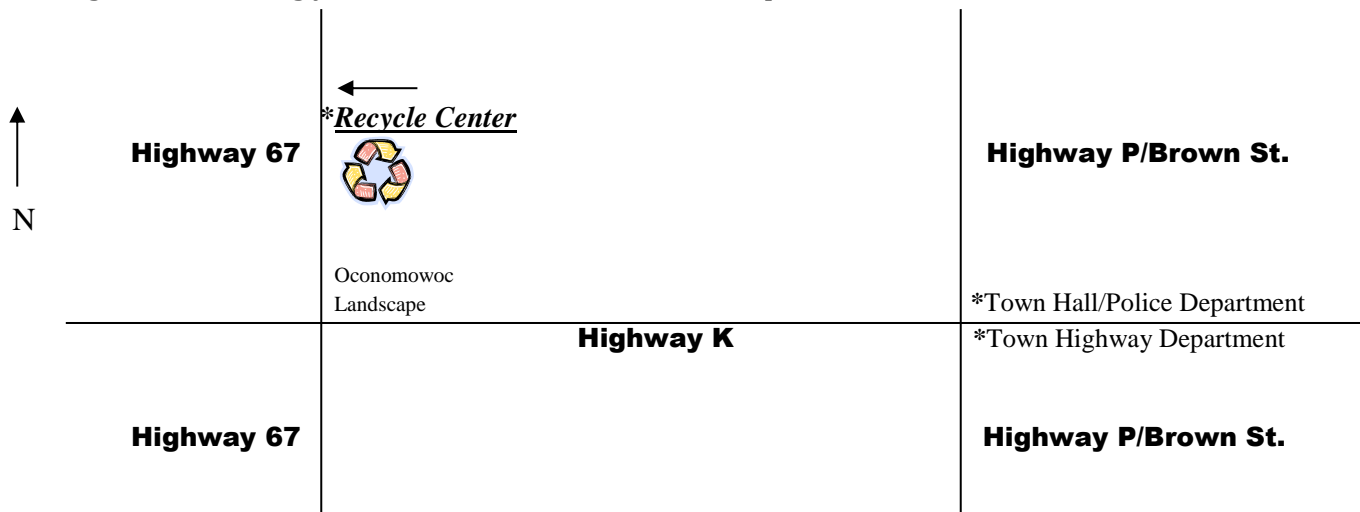 *Recycle Center
Highway 67
Highway P/Brown St.
N
Oconomowoc
Landscape
*Town Hall/Police Department
Highway K
*Town Highway Department
Highway 67
Highway P/Brown St.